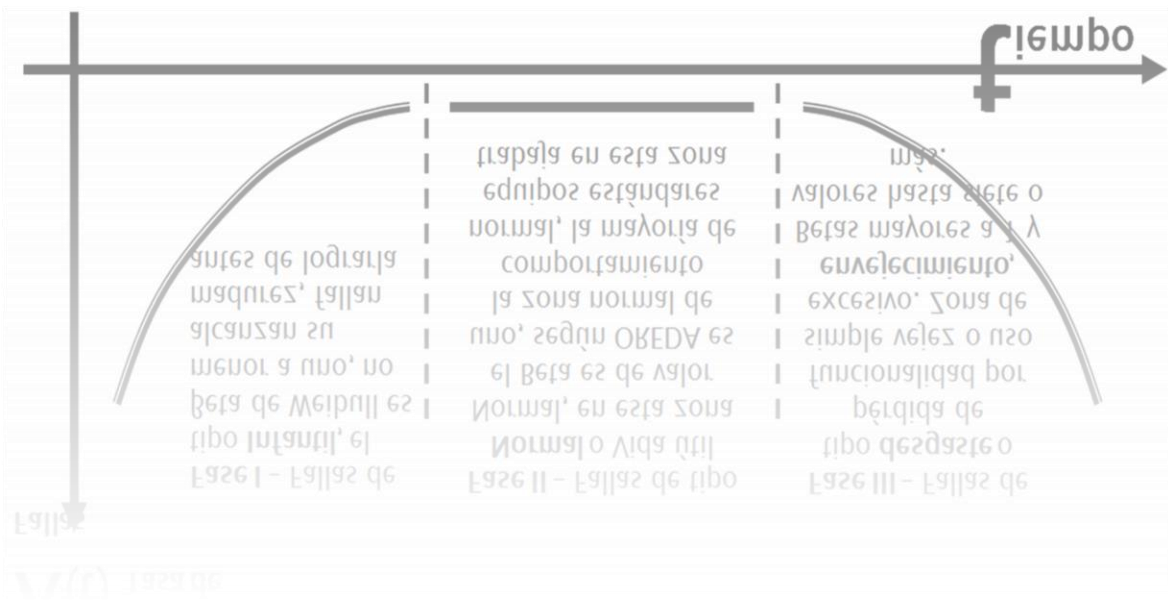 λ(t) Tasa de
Fallas
Fase I – Fallas de
tipo Infantil, el
βeta de Weibull es
menor a uno, no
alcanzan su
madurez, fallan
antes de lograrla
Fase II – Fallas de tipo
Normal o Vida útil
Normal, en esta zona
el Beta es de valor
uno, según OREDA es
la zona normal de
comportamiento
normal, la mayoría de
equipos estándares
trabaja en esta zona
Fase III – Fallas de
tipo desgaste o
pérdida de
funcionalidad por
simple vejez o uso
excesivo. Zona de
envejecimiento,
Betas mayores a 1 y
valores hasta siete o
más.
tiempo